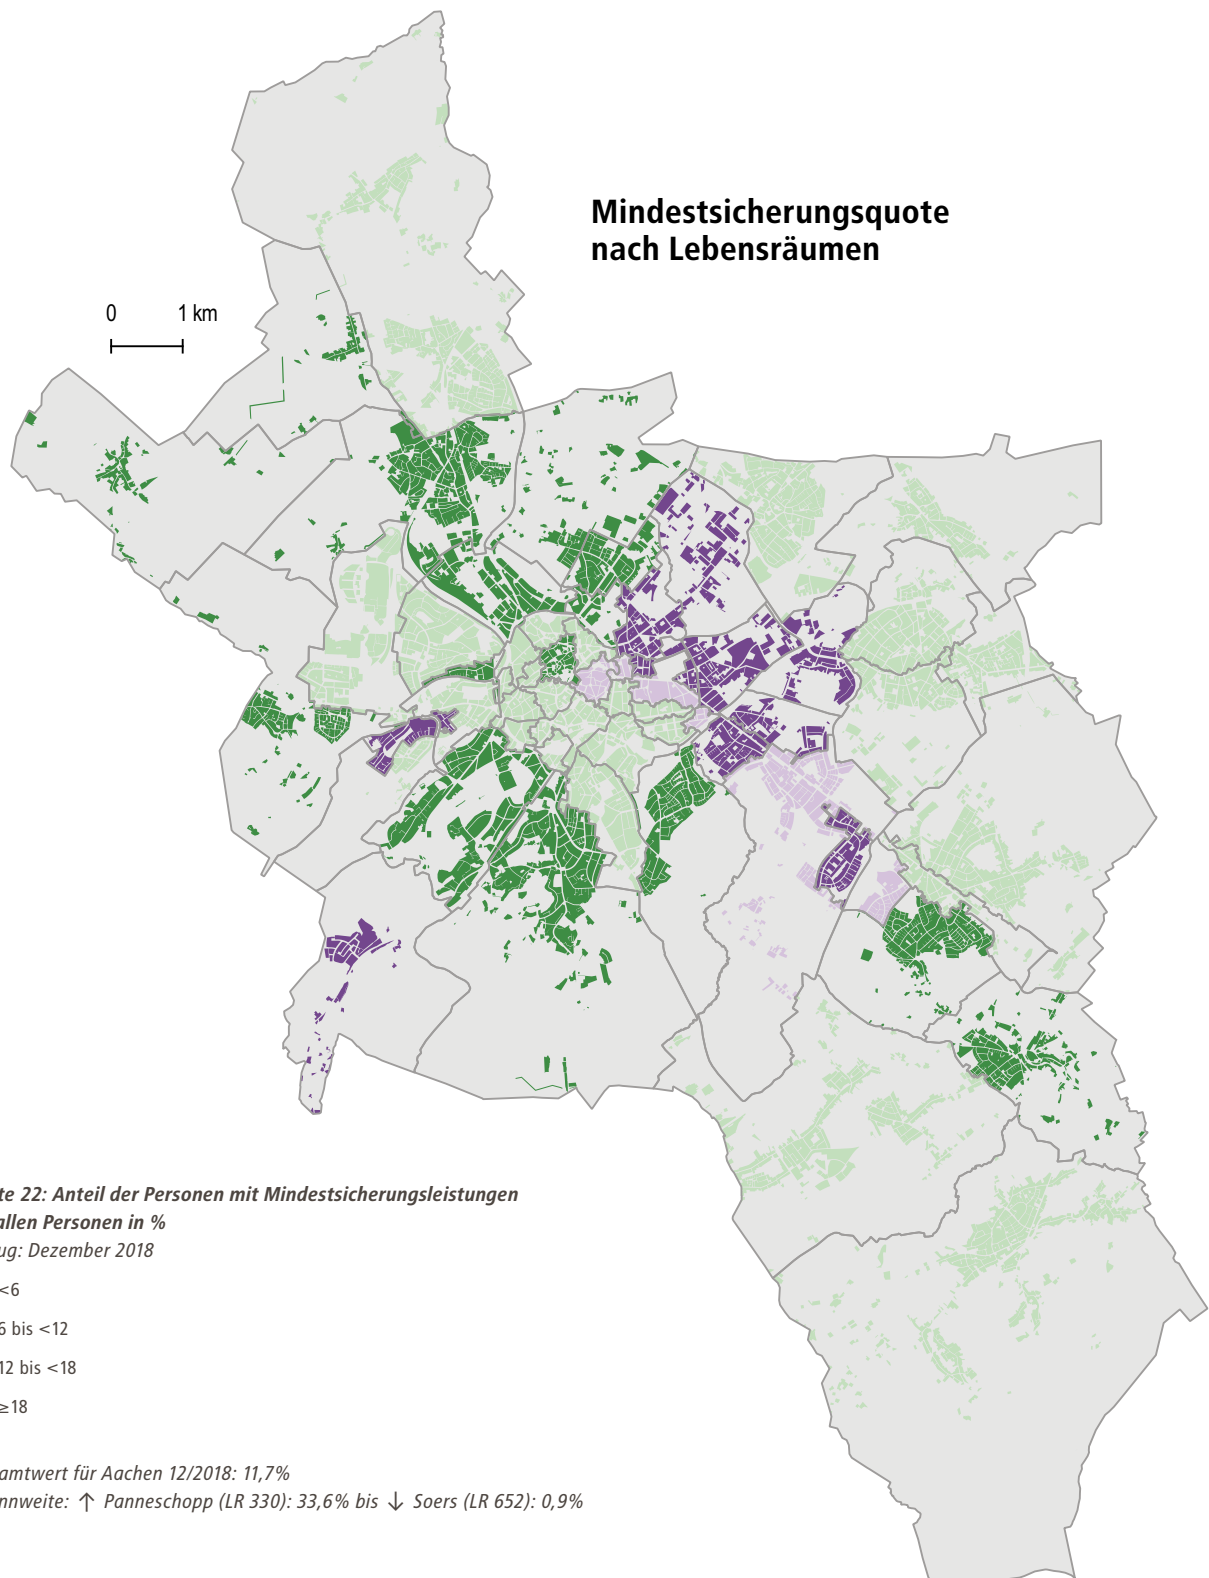 Mindestsicherungsquote
nach Lebensräumen
0 1 km
te 22: Anteil der Personen mit Mindestsicherungsleistungen
allen Personen in %
ug: Dezember 2018
<6
6 bis <12
12 bis <18
≥18
amtwert für Aachen 12/2018: 11,7%
nnweite: ↑ Panneschopp (LR 330): 33,6% bis ↓ Soers (LR 652): 0,9%